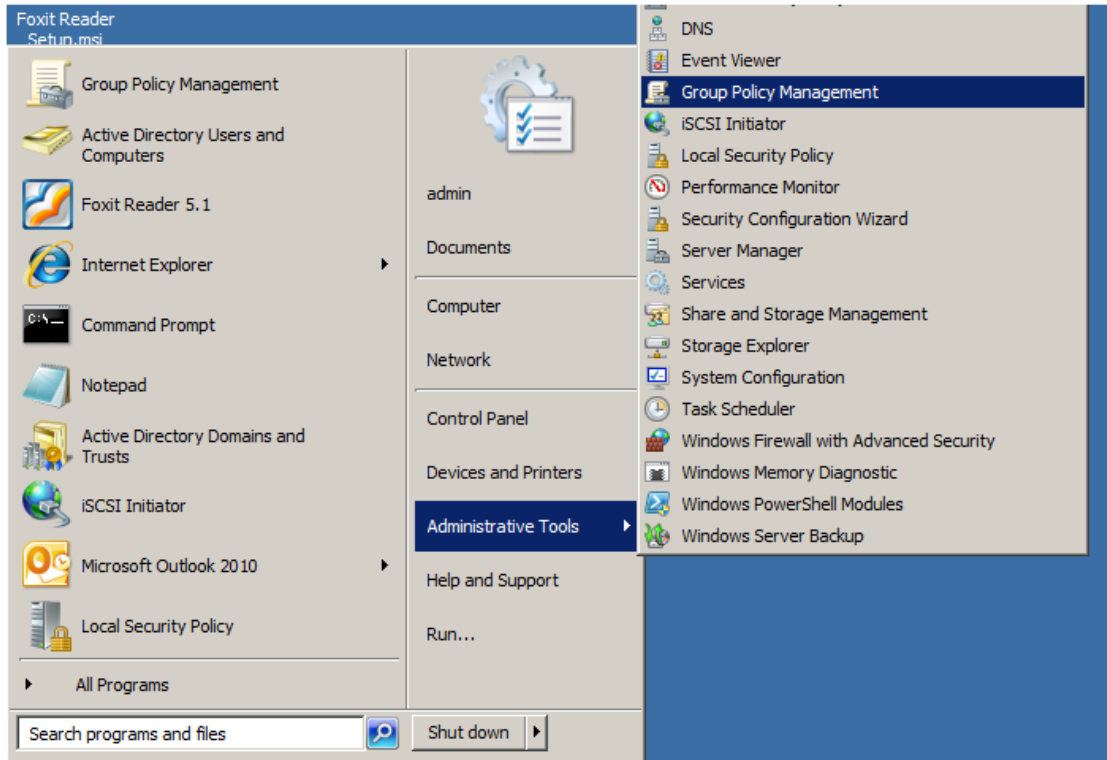 Foxit Reader
Setup.msi
Group Policy Management
Active Directory Users and
Computers
Foxit Reader 5.1
Internet Explorer
C:\_
Command Prompt
Notepad
Active Directory Domains and
Trusts
iSCSI Initiator
Microsoft Outlook 2010
Local Security Policy
All Programs
Search programs and files
admin
Documents
Computer
Network
Control Panel
Devices and Printers
Administrative Tools
Help and Support
Run...
Shut down
DNS
Event Viewer
Group Policy Management
iSCSI Initiator
Local Security Policy
Performance Monitor
Security Configuration Wizard
Server Manager
Services
Share and Storage Management
Storage Explorer
System Configuration
Task Scheduler
Windows Firewall with Advanced Security
Windows Memory Diagnostic
Windows PowerShell Modules
Windows Server Backup